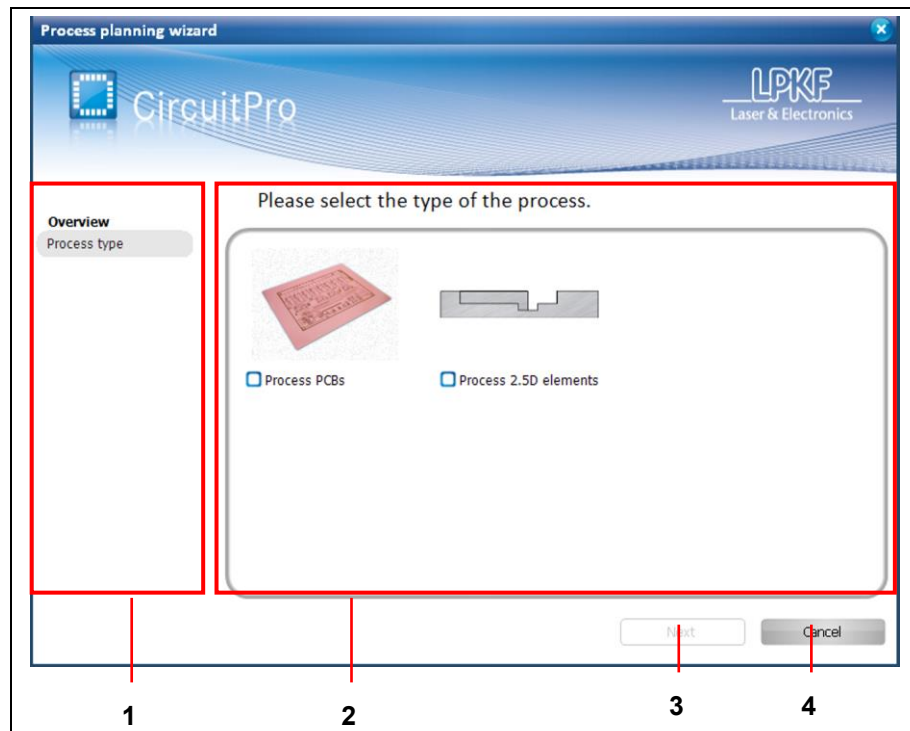 Process planning wizard
CircuitPro
LPKF
Laser & Electronics
Please select the type of the process.
Overview
Process type
Process PCBs
Process 2.5D elements
Next
Cancel
1
2
3
4